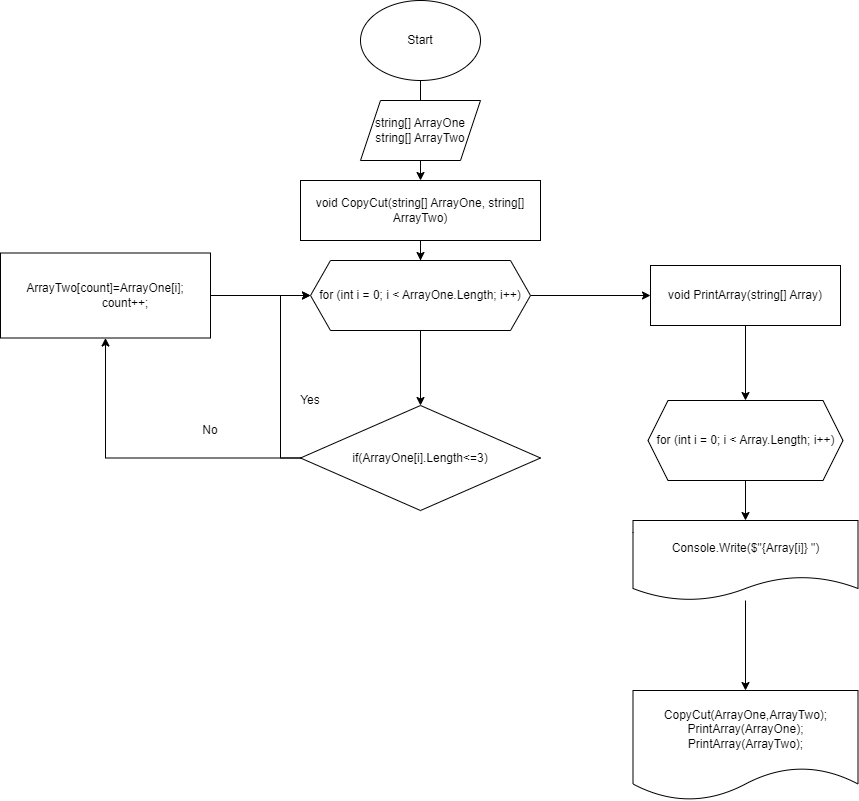 Start
string[] ArrayOne
string[] ArrayTwo
void CopyCut(string[] ArrayOne, string[]
ArrayTwo)
ArrayTwo[count]=ArrayOne[i];
count++;
for (int i = 0; i < ArrayOne.Length; i++)
void PrintArray(string[] Array)
Yes
No
if(ArrayOne[i].Length<=3)
for (int i = 0; i < Array.Length; i++)
Console.Write($"{Array[i]} ")
CopyCut(ArrayOne,ArrayTwo);
PrintArray(ArrayOne);
PrintArray(ArrayTwo);